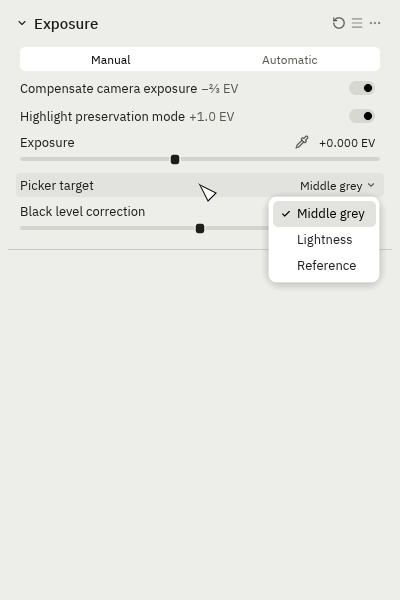 Exposure
Manual Automatic
Compensate camera exposure −⅔ EV
Highlight preservation mode +1.0 EV
Exposure +0.000 EV
Picker target Middle grey
Black level correction
Middle grey
Lightness
Reference